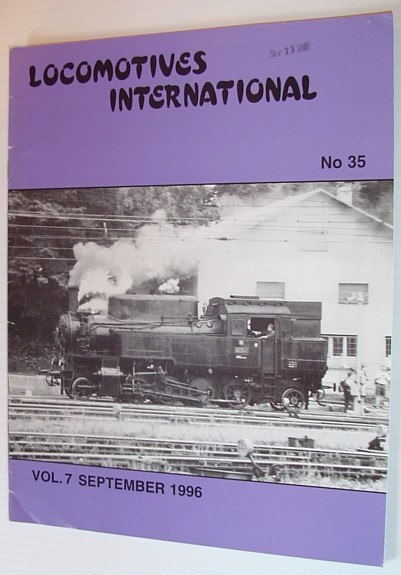 LOCOMOTIVES
INTERNATIONAL
No 35
VOL. 7 SEPTEMBER 1996